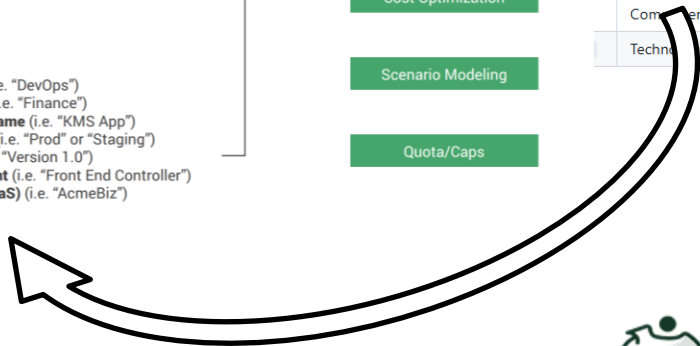 e. "DevOps")
.e. "Finance")
ame (i.e. "KMS App")
i.e. "Prod" or "Staging")
"Version 1.0")
nt (i.e. "Front End Controller")
aS) (i.e. "AcmeBiz")
Cost Optimization
Scenario Modeling
Quota/Caps
Com
Techno